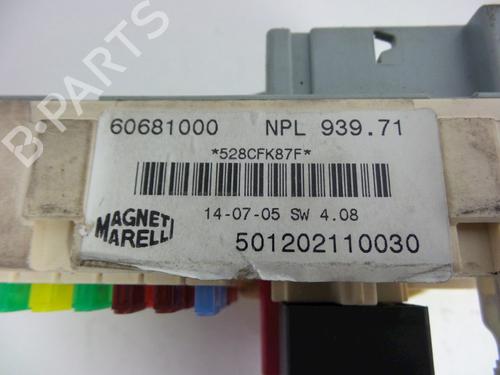 60681000 NPL 939.71
*528CFK87F*
14-07-05 SW 4.08
MAGNETI
MARELLI
501202110030
B-PARTS